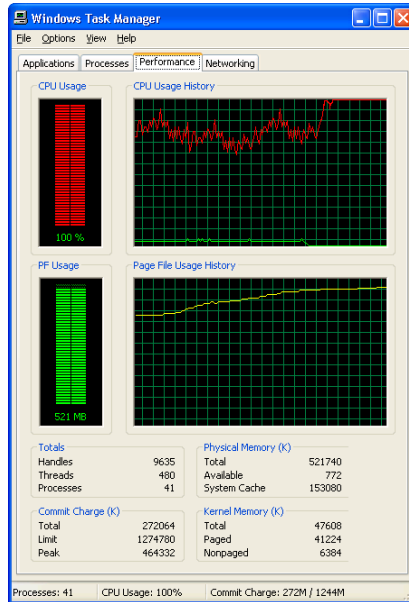 Windows Task Manager
File Options View Help
Applications Processes Performance Networking
CPU Usage CPU Usage History
100 %
PF Usage Page File Usage History
521 MB
Totals
Handles 9635
Threads 480
Processes 41
Physical Memory (K)
Total 521740
Available 772
System Cache 153080
Commit Charge (K)
Total 272064
Limit 1274780
Peak 464332
Kernel Memory (K)
Total 47608
Paged 41224
Nonpaged 6384
Processes: 41 CPU Usage: 100% Commit Charge: 272M / 1244M